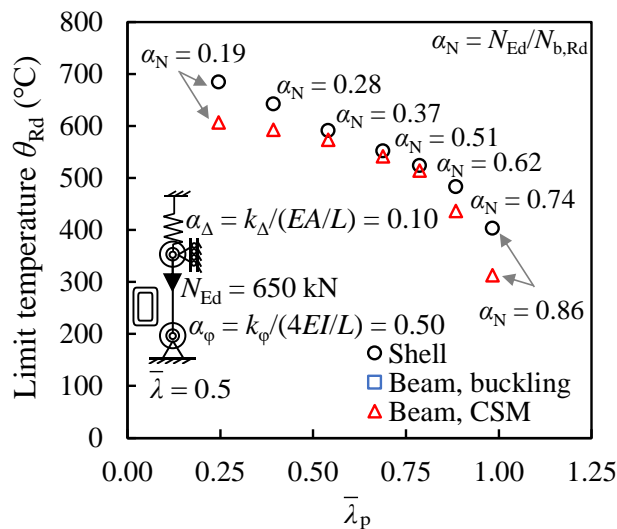 Limit temperature θRd (°C)
800
700
600
500
400
300
200
100
0
αN = NEd/Nb,Rd
αN = 0.19
αN = 0.28
αN = 0.37
αN = 0.51
αN = 0.62
αN = 0.74
αN = 0.86
αΔ = kΔ/(EA/L) = 0.10
NEd = 650 kN
αφ = kφ/(4EI/L) = 0.50
λ̅ = 0.5
Shell
Beam, buckling
Beam, CSM
0.00 0.25 0.50 0.75 1.00 1.25
λ̅p